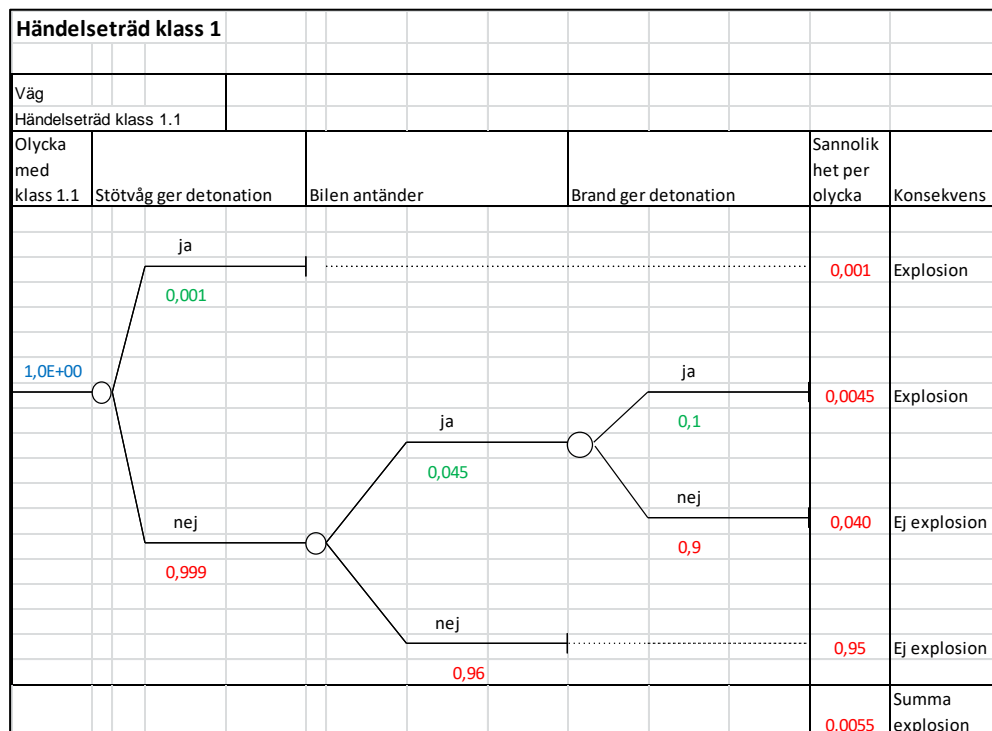 Händelseträd klass 1
Väg
Händelseträd klass 1.1
Olycka
med
klass 1.1
Stötvåg ger detonation
Bilen antänder
Brand ger detonation
Sannolik
het per
olycka
Konsekvens
ja
0,001
0,001
Explosion
1,0E+00
ja
0,1
0,0045
Explosion
ja
0,045
nej
0,9
0,040
Ej explosion
nej
0,999
nej
0,96
0,95
Ej explosion
0,0055
Summa
explosion